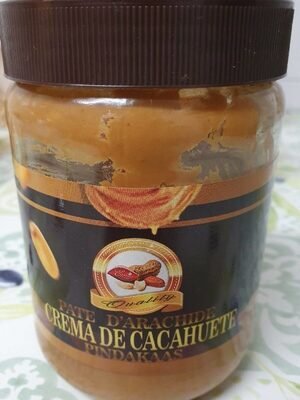 Quality
PATE D'ARACHIDE
CREMA DE CACAHUETE
PINDAKAAS